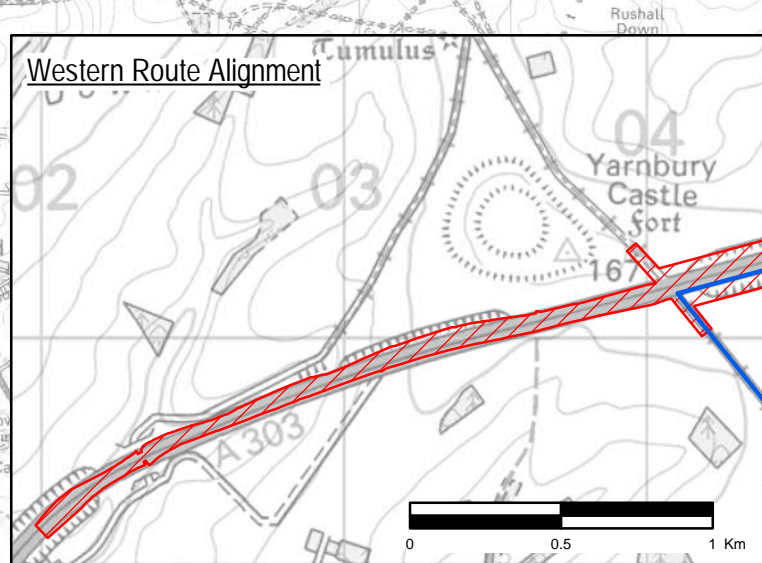 Rushall
Down
Western Route Alignment
Tumulus
02
03
04
Yarnbury
Castle
Fort
167
A 303
0
0.5
1 Km